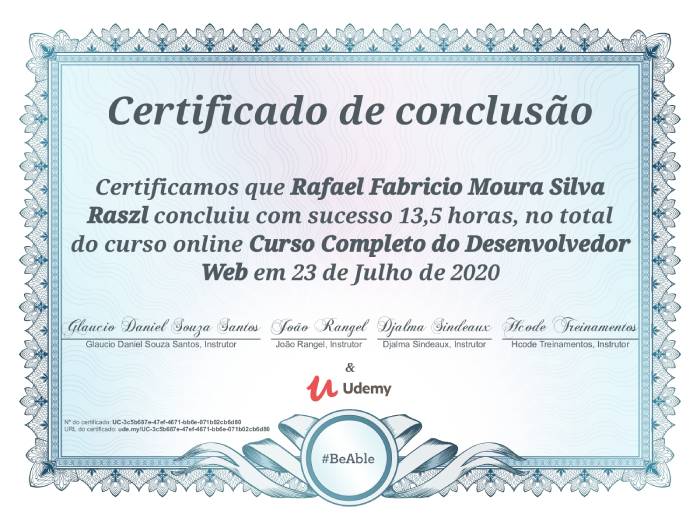 Certificado de conclusão
Certificamos que Rafael Fabricio Moura Silva
Raszl concluiu com sucesso 13,5 horas, no total
do curso online Curso Completo do Desenvolvedor
Web em 23 de Julho de 2020
Glaucio Daniel Souza Santos João Rangel Djalma Sindeaux Hcode Treinamentos
Glaucio Daniel Souza Santos, Instrutor João Rangel, Instrutor Djalma Sindeaux, Instrutor Hcode Treinamentos, Instrutor
&
Udemy
Nº do certificado: UC-3c5b687e-47ef-4671-bb6e-071b02cb6d80
URL do certificado: ude.my/UC-3c5b687e-47ef-4671-bb6e-071b02cb6d80
#BeAble